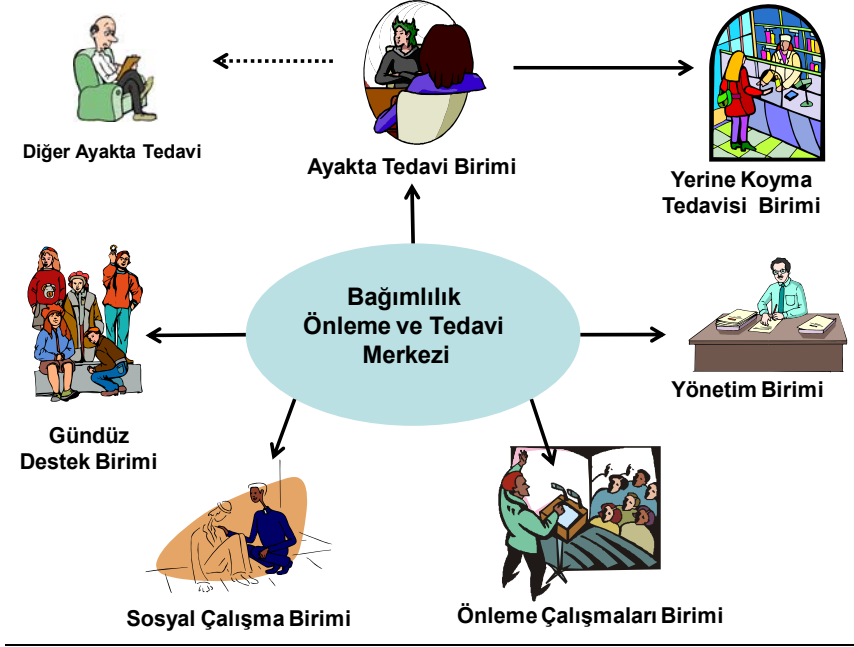 Diğer Ayakta Tedavi
Ayakta Tedavi Birimi
Yerine Koyma
Tedavisi Birimi
Bağımlılık
Önleme ve Tedavi
Merkezi
Yönetim Birimi
Gündüz
Destek Birimi
Sosyal Çalışma Birimi
Önleme Çalışmaları Birimi